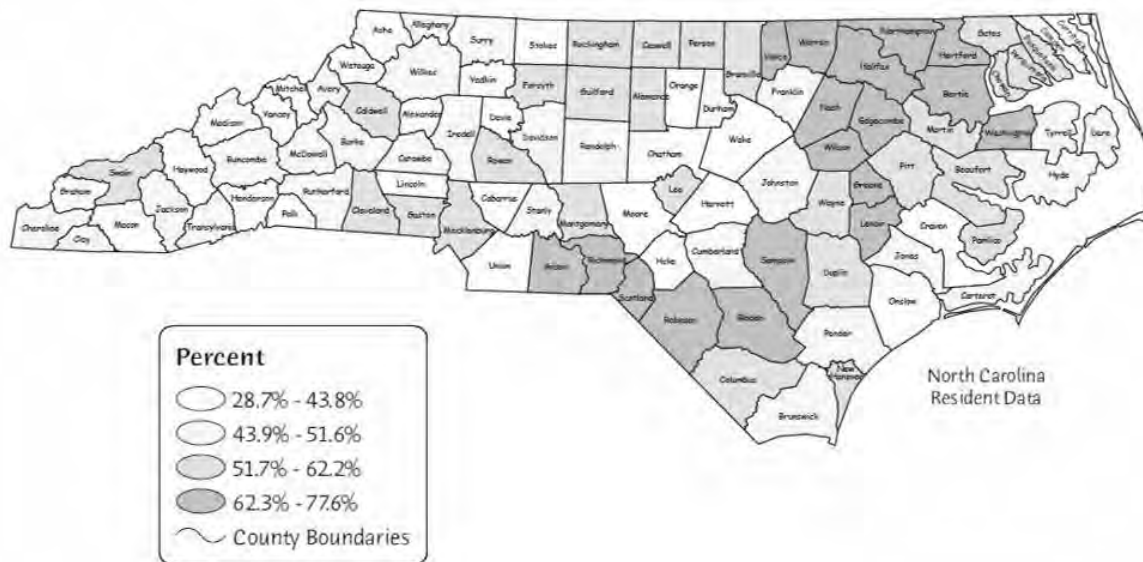 Ashe
Alleghany
Surry
Stokes
Rockingham
Caswell
Person
Granville
Vance
Warren
Northampton
Gates
Hertford
Halifax
Watauga
Wilkes
Yadkin
Forsyth
Guilford
Alamance
Orange
Durham
Franklin
Nash
Edgecombe
Bertie
Martin
Washington
Tyrrell
Dare
Mitchell
Avery
Yancey
Madison
Caldwell
Alexander
Iredell
Davie
Davidson
Randolph
Chatham
Wake
Wilson
Pitt
Beaufort
Hyde
Burke
McDowell
Buncombe
Haywood
Swain
Graham
Cherokee
Clay
Macon
Jackson
Transylvania
Henderson
Polk
Rutherford
Cleveland
Lincoln
Catawba
Gaston
Mecklenburg
Rowan
Cabarrus
Stanly
Montgomery
Moore
Lee
Harnett
Johnston
Wayne
Greene
Lenoir
Craven
Pamlico
Jones
Carteret
Onslow
Duplin
Sampson
Cumberland
Hoke
Scotland
Richmond
Anson
Union
Robeson
Bladen
Pender
New
Hanover
Columbus
Brunswick
North Carolina
Resident Data
Percent
28.7% - 43.8%
43.9% - 51.6%
51.7% - 62.2%
62.3% - 77.6%
County Boundaries